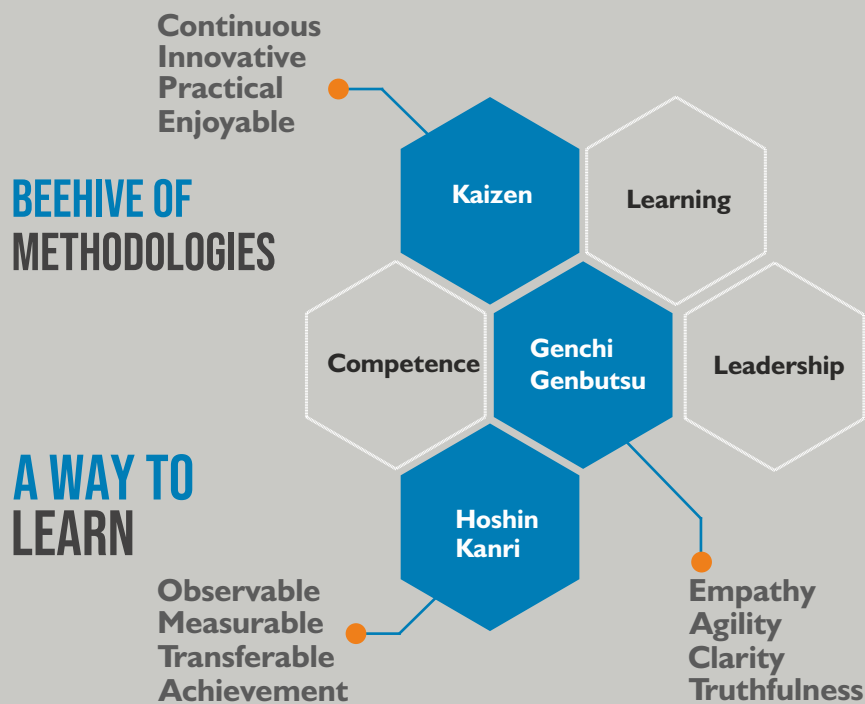 Continuous
Innovative
Practical
Enjoyable
BEEHIVE OF
METHODOLOGIES
Kaizen
Learning
Competence
Genchi
Genbutsu
Leadership
A WAY TO
LEARN
Hoshin
Kanri
Observable
Measurable
Transferable
Achievement
Empathy
Agility
Clarity
Truthfulness